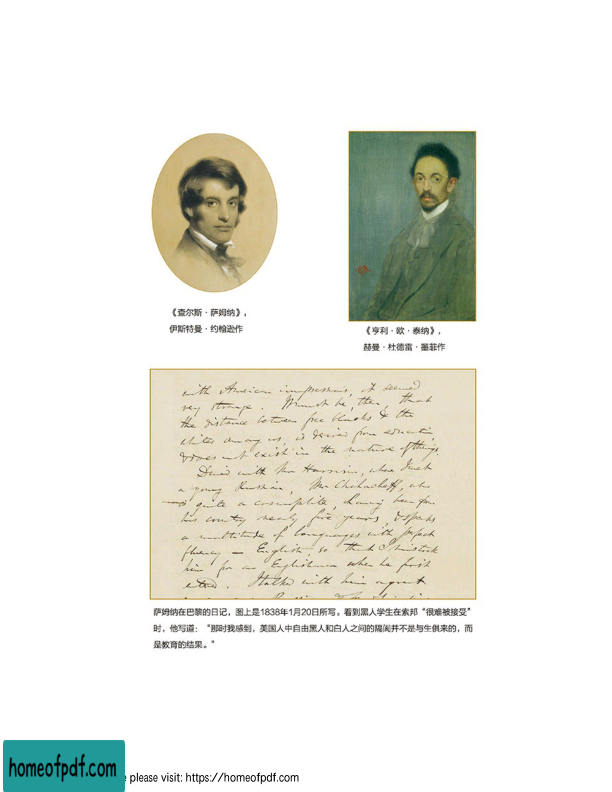 《查尔斯·萨姆纳》，
伊斯特曼·约翰逊作
《亨利·欧·泰纳》，
赫曼·杜德雷·墨菲作
with American impressions, it seemed
very strange. It must be, then, that
the distance between free blacks & the
whites among us, is derived from education,
& does not exist in the nature of things.
Dined with Mr Harrison, where I met
a young Russian, Mr Chihacheff, who
is quite a cosmopolite, having been from
his country nearly five years, & speaks
a multitude of languages with perfect
fluency — English, so that I mistook
him for an Englishman when he first
entered. I talked with him a great
萨姆纳在巴黎的日记，图上是1838年1月20日所写。看到黑人学生在索邦“很难被接受”
时，他写道：“那时我感到，美国人中自由黑人和白人之间的隔阂并不是与生俱来的，而
是教育的结果。”
homeofpdf.com
e please visit: https://homeofpdf.com